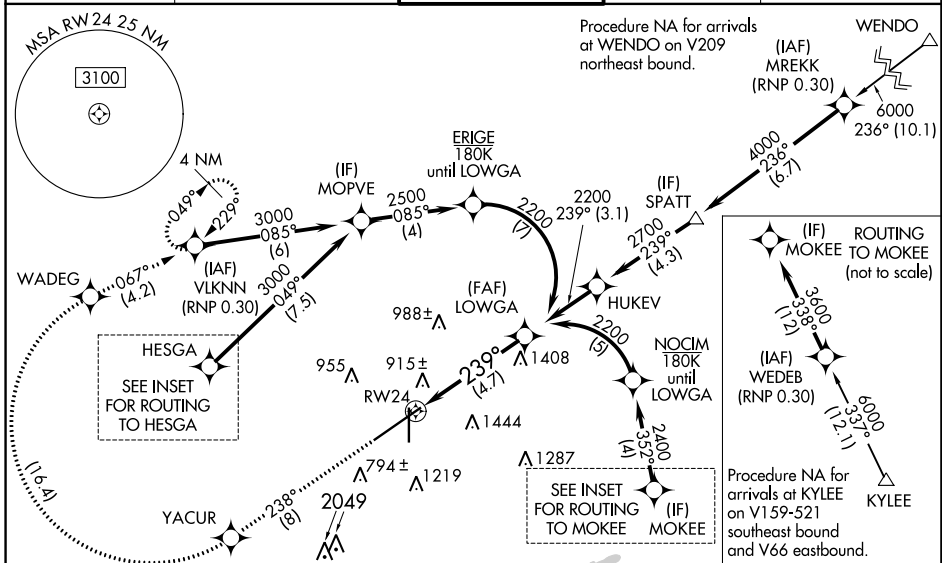 MSA RW 24 25 NM
3100
Procedure NA for arrivals
at WENDO on V209
northeast bound.
WENDO
(IAF)
MREKK
(RNP 0.30)
6000
236° (10.1)
4000
236°
(6.7)
4 NM
049°
229°
(IF)
MOPVE
ERIGE
180K
until LOWGA
3000
085°
(6)
2500
085°
(4)
2200
(7)
2200
239° (3.1)
(IF)
SPATT
2700
239°
(4.3)
WADEG
067°
(4.2)
(IAF)
VLKNN
(RNP 0.30)
3000
049°
(7.5)
(FAF)
LOWGA
HUKEV
HESGA
SEE INSET
FOR ROUTING
TO HESGA
988±
955
915±
RW24
239°
(4.7)
1408
2200
(5)
NOCIM
180K
until
LOWGA
1444
794±
1219
1287
2400
352°
(4)
SEE INSET
FOR ROUTING
TO MOKEE
(IF)
MOKEE
(16.4)
YACUR
238°
(8)
2049
(IF)
MOKEE
ROUTING
TO MOKEE
(not to scale)
3600
338°
(12)
(IAF)
WEDEB
(RNP 0.30)
6000
337°
(12.1)
KYLEE
Procedure NA for
arrivals at KYLEE
on V159-521
southeast bound
and V66 eastbound.